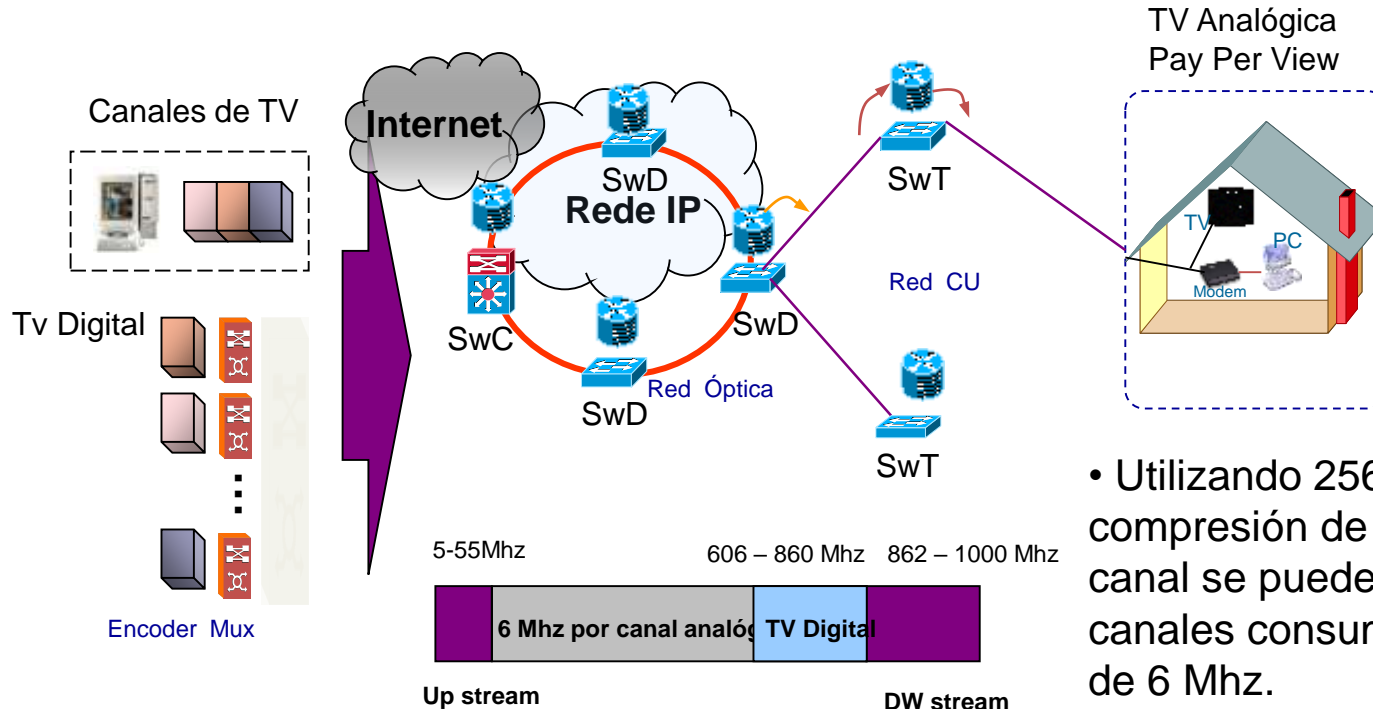 TV Analógica
Pay Per View
Canales de TV
Internet
SwD
Rede IP
SwT
TV
PC
Modem
Red CU
Tv Digital
SwC
SwD
Red Óptica
SwD
SwT
Encoder Mux
5-55Mhz
606 – 860 Mhz
862 – 1000 Mhz
6 Mhz por canal analóg
TV Digital
Up stream
DW stream
• Utilizando 256
compresión de
canal se puede
canales consur
de 6 Mhz.